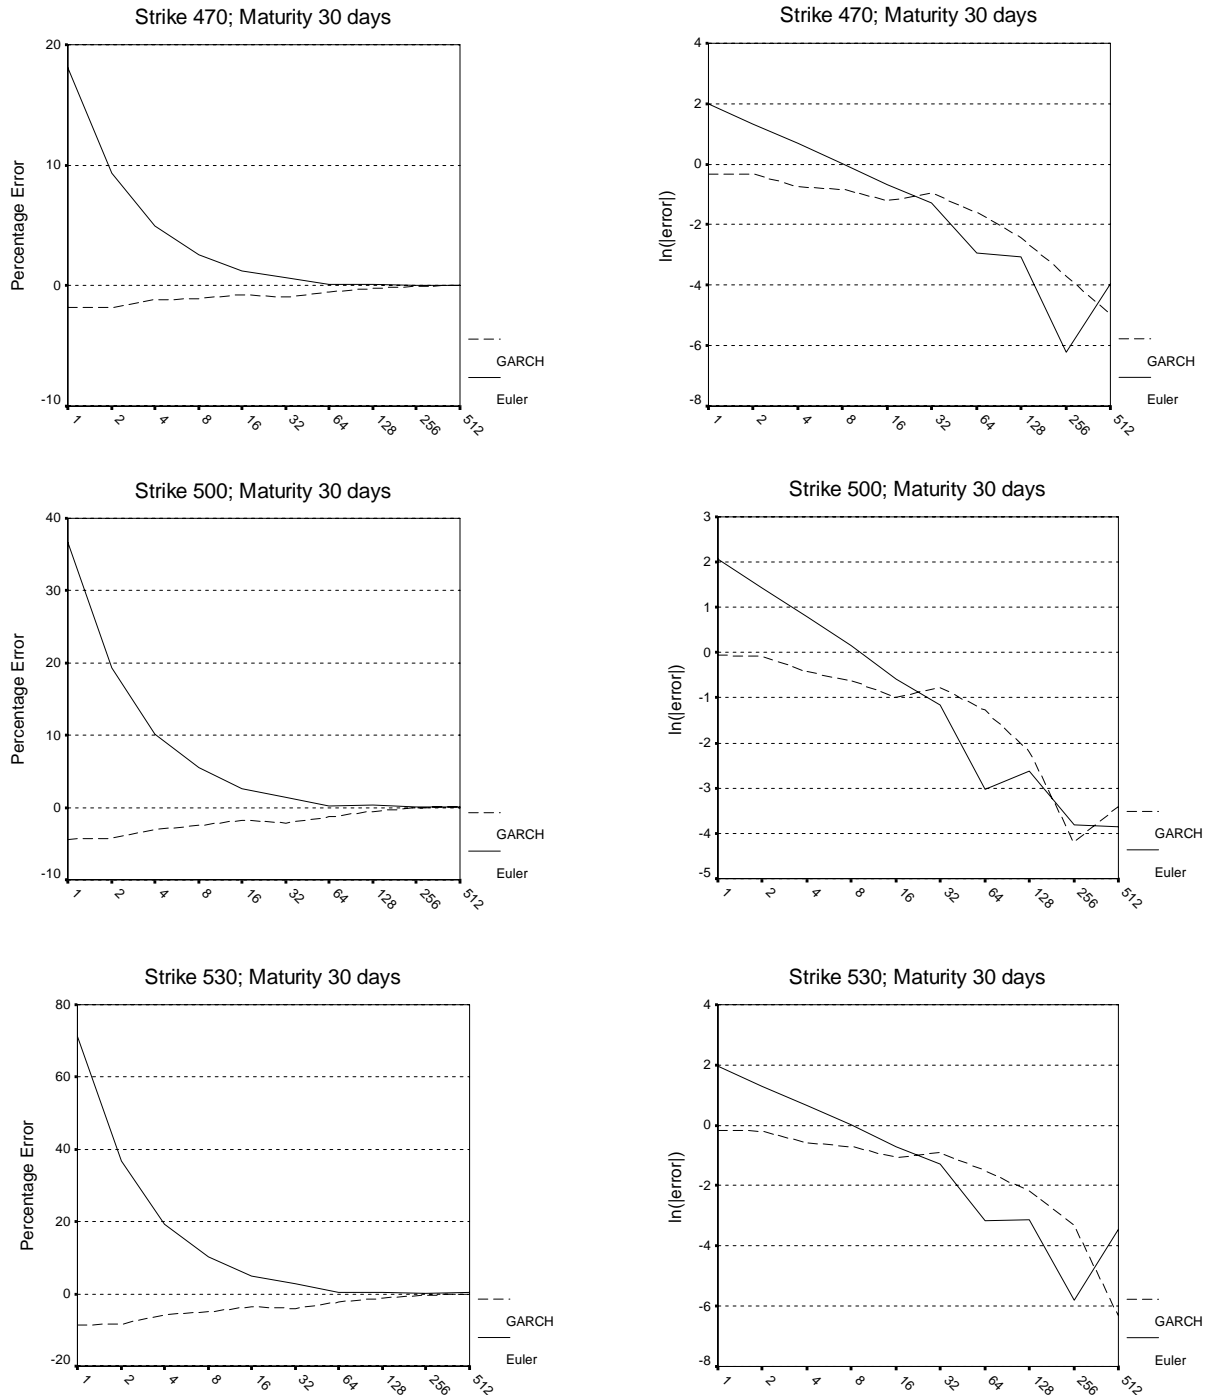 Strike 470; Maturity 30 days
20
10
0
-10
Percentage Error
1 2 4 8 16 32 64 128 256 512
GARCH
Euler
Strike 470; Maturity 30 days
4
2
0
-2
-4
-6
-8
ln(|error|)
1 2 4 8 16 32 64 128 256 512
GARCH
Euler
Strike 500; Maturity 30 days
40
30
20
10
0
-10
Percentage Error
1 2 4 8 16 32 64 128 256 512
GARCH
Euler
Strike 500; Maturity 30 days
3
2
1
0
-1
-2
-3
-4
-5
ln(|error|)
1 2 4 8 16 32 64 128 256 512
GARCH
Euler
Strike 530; Maturity 30 days
80
60
40
20
0
-20
Percentage Error
1 2 4 8 16 32 64 128 256 512
GARCH
Euler
Strike 530; Maturity 30 days
4
2
0
-2
-4
-6
-8
ln(|error|)
1 2 4 8 16 32 64 128 256 512
GARCH
Euler